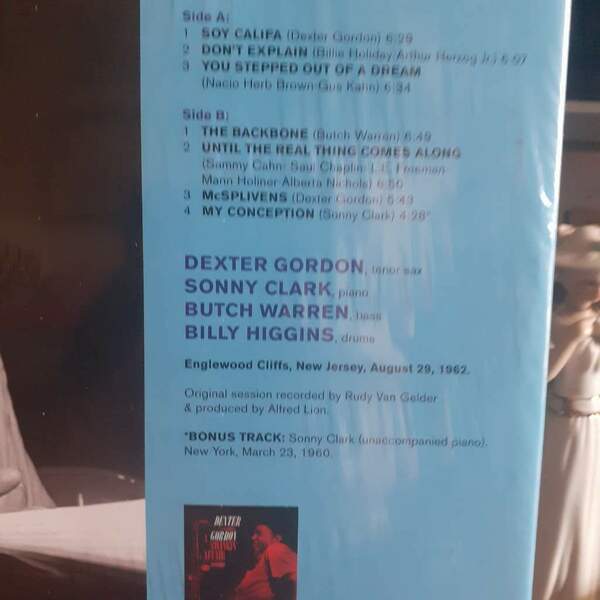 Side A:
1 SOY CALIFA (Dexter Gordon) 6:29
2 DON'T EXPLAIN (Billie Holiday-Arthur Herzog Jr.) 6:07
3 YOU STEPPED OUT OF A DREAM
(Nacio Herb Brown-Gus Kahn) 6:34
Side B:
1 THE BACKBONE (Butch Warren) 6:49
2 UNTIL THE REAL THING COMES ALONG
(Sammy Cahn- Saul Chaplin- L.E. Freeman-
Mann Holiner-Alberta Nichols) 6:50
3 McSPLIVENS (Dexter Gordon) 5:43
4 MY CONCEPTION (Sonny Clark) 4:28*
DEXTER GORDON, tenor sax
SONNY CLARK, piano
BUTCH WARREN, bass
BILLY HIGGINS, drums
Englewood Cliffs, New Jersey, August 29, 1962.
Original session recorded by Rudy Van Gelder
& produced by Alfred Lion.
*BONUS TRACK: Sonny Clark (unaccompanied piano).
New York, March 23, 1960.
DEXTER
GORDON
A
SWINGIN'
AFFAIR